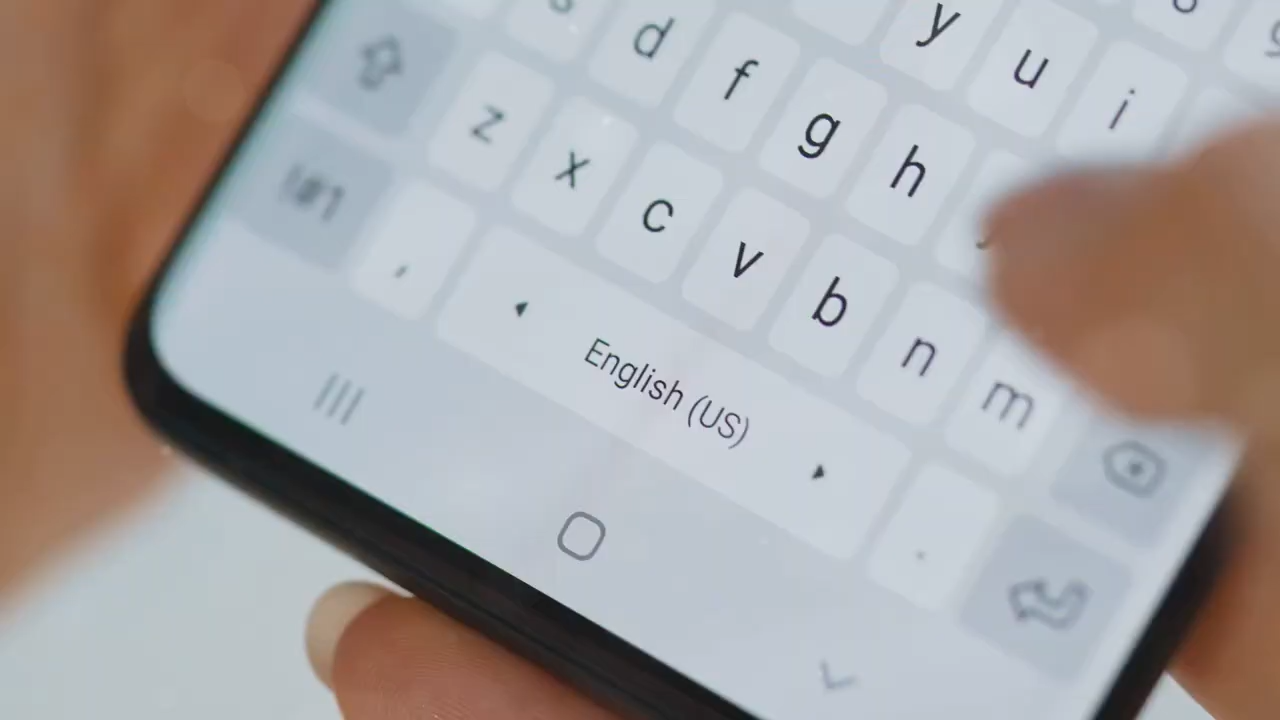 y u i
s d f g h
z x c v b n m
!#1 , English (US) .